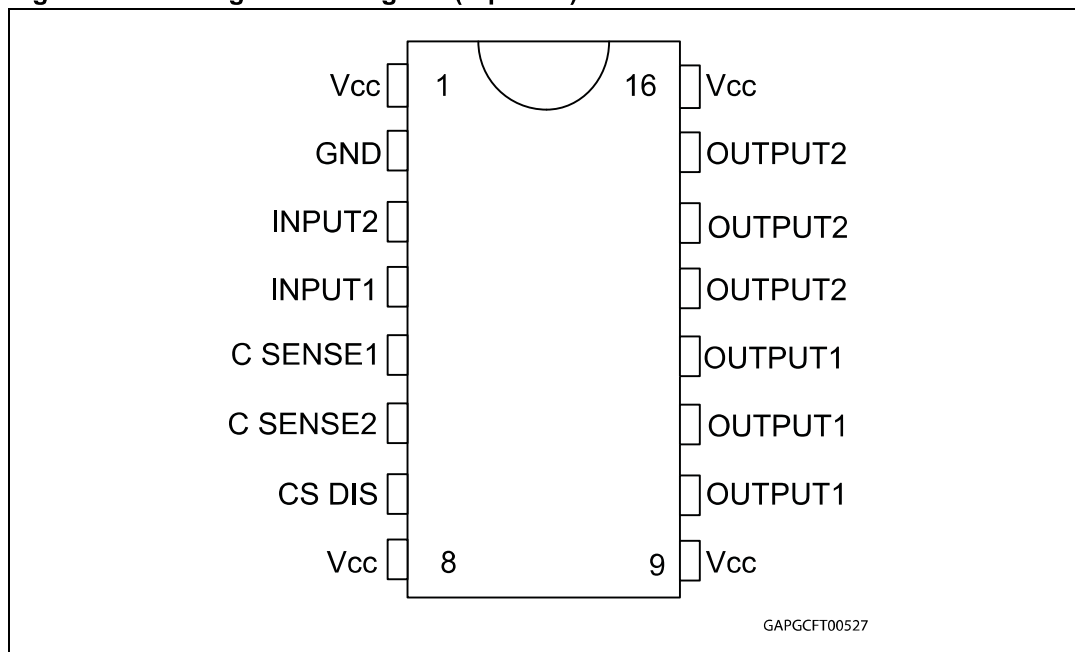 Vcc 1 16 Vcc
GND OUTPUT2
INPUT2 OUTPUT2
INPUT1 OUTPUT2
C SENSE1 OUTPUT1
C SENSE2 OUTPUT1
CS DIS OUTPUT1
Vcc 8 9 Vcc
GAPGCFT00527